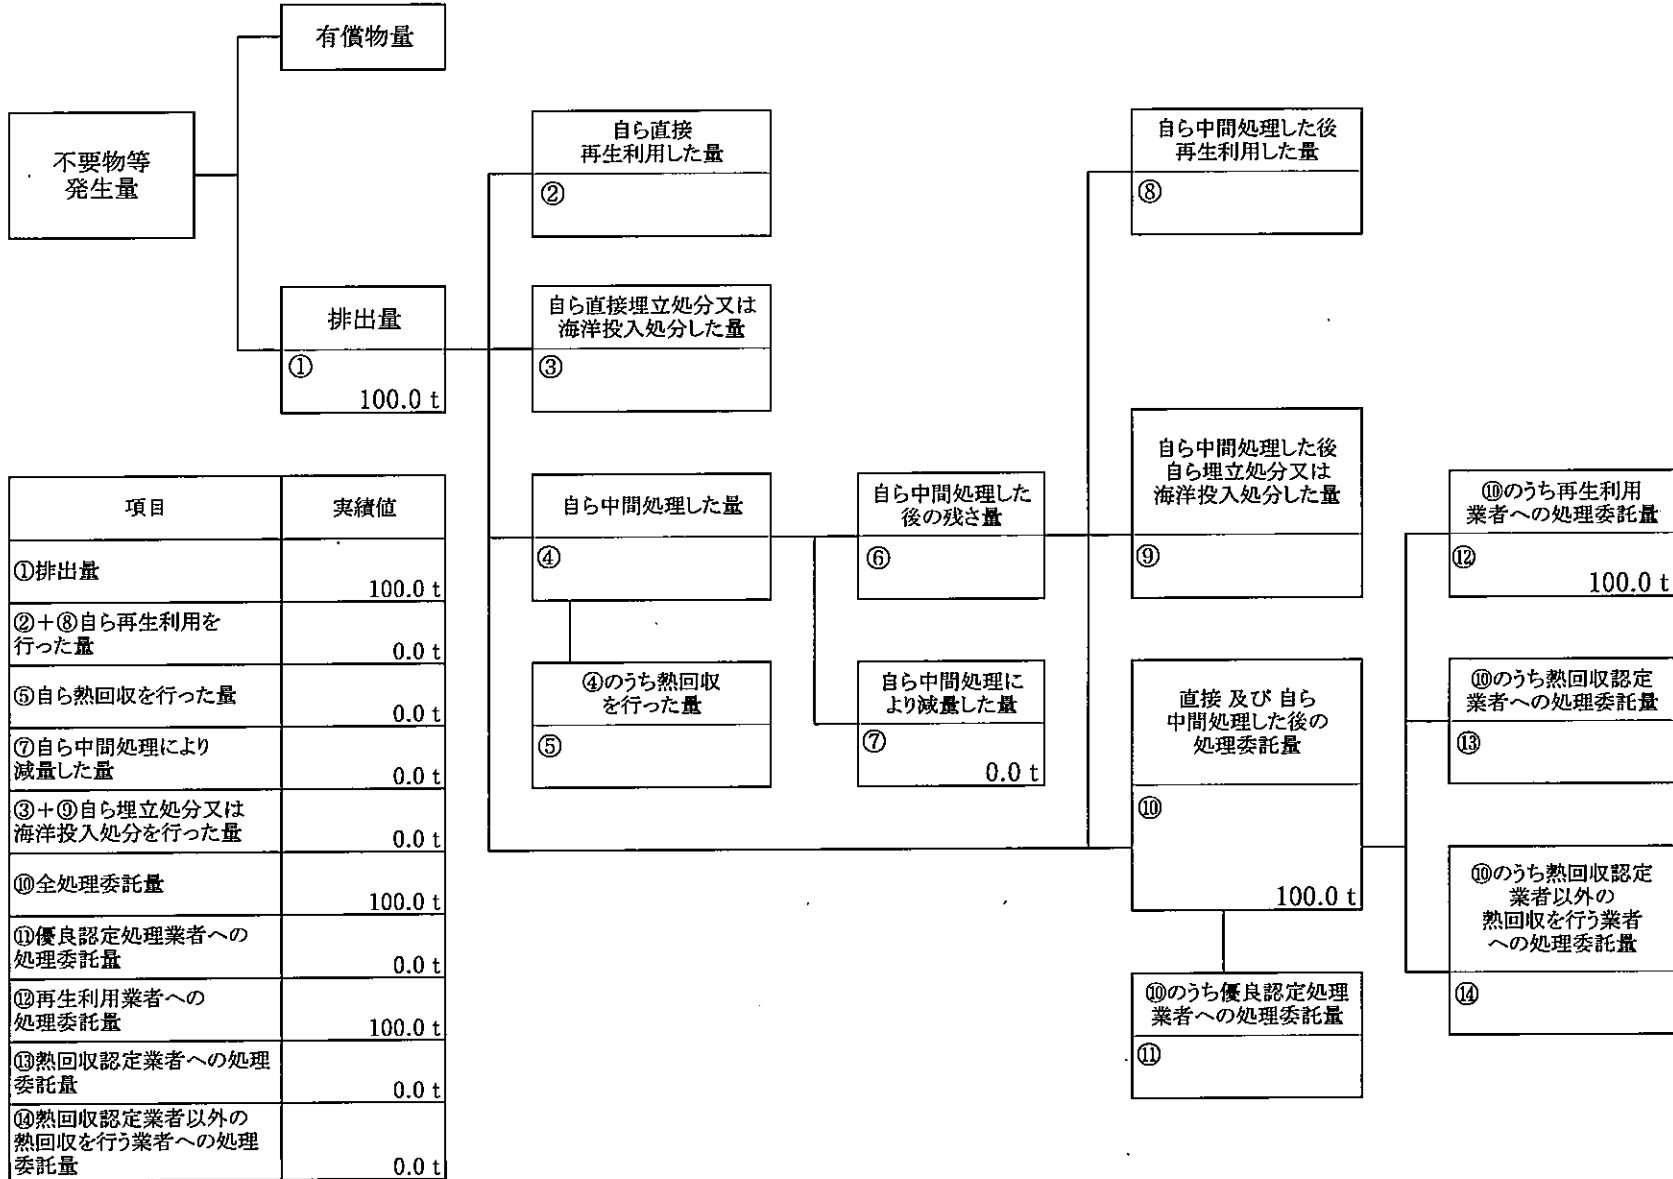 有償物量
不要物等
発生量
排出量
①
100.0 t
自ら直接
再生利用した量
②
自ら直接埋立処分又は
海洋投入処分した量
③
自ら中間処理した量
④
④のうち熱回収
を行った量
⑤
自ら中間処理した
後の残さ量
⑥
自ら中間処理に
より減量した量
⑦
0.0 t
自ら中間処理した後
再生利用した量
⑧
自ら中間処理した後
自ら埋立処分又は
海洋投入処分した量
⑨
直接 及び 自ら
中間処理した後の
処理委託量
⑩
100.0 t
⑩のうち優良認定処理
業者への処理委託量
⑪
⑩のうち再生利用
業者への処理委託量
⑫
100.0 t
⑩のうち熱回収認定
業者への処理委託量
⑬
⑩のうち熱回収認定
業者以外の
熱回収を行う業者
への処理委託量
⑭
項目 実績値
①排出量
100.0 t
②＋⑧自ら再生利用を
行った量
0.0 t
⑤自ら熱回収を行った量
0.0 t
⑦自ら中間処理により
減量した量
0.0 t
③＋⑨自ら埋立処分又は
海洋投入処分を行った量
0.0 t
⑩全処理委託量
100.0 t
⑪優良認定処理業者への
処理委託量
0.0 t
⑫再生利用業者への
処理委託量
100.0 t
⑬熱回収認定業者への処理
委託量
0.0 t
⑭熱回収認定業者以外の
熱回収を行う業者への処理
委託量
0.0 t